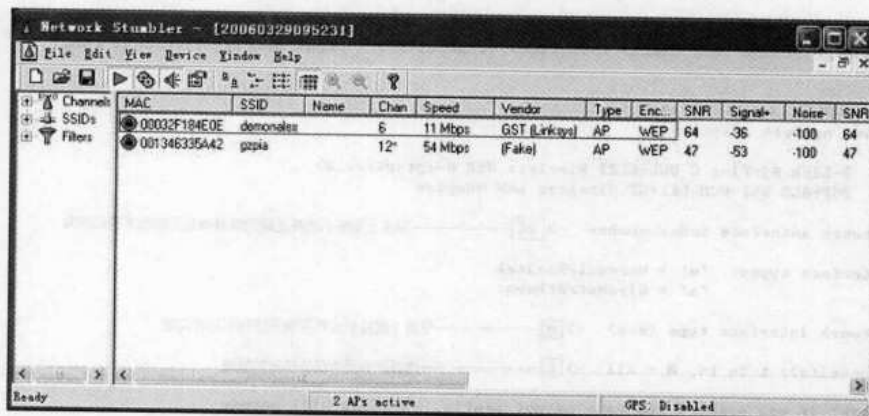 Network Stumbler - [20060329095231]
File Edit View Device Window Help
Channels
SSIDs
Filters
MAC SSID Name Chan Speed Vendor Type Enc... SNR Signal+ Noise- SNR
00032F184E0E demonalex 6 11 Mbps GST (Linksys) AP WEP 64 -36 -100 64
001346335A42 gzpia 12* 54 Mbps (Fake) AP WEP 47 -53 -100 47
Ready 2 APs active GPS: Disabled